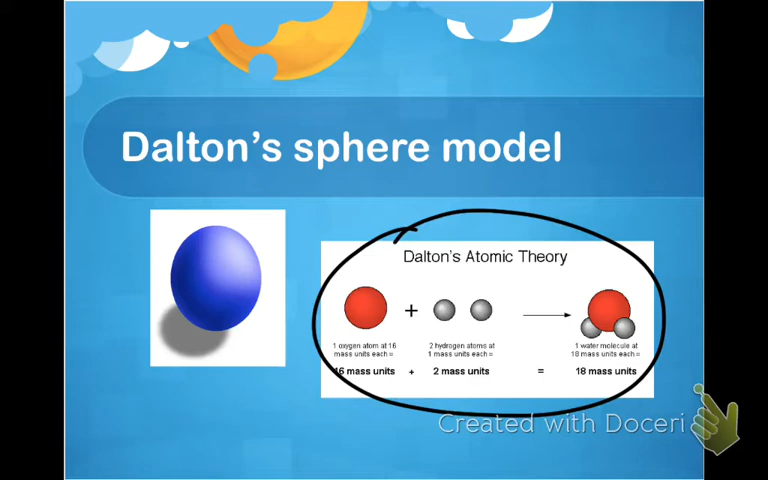 Dalton's sphere model
Dalton's Atomic Theory
+
1 oxygen atom at 16
mass units each =
2 hydrogen atoms at
1 mass units each =
1 water molecule at
18 mass units each =
16 mass units + 2 mass units = 18 mass units
Created with Doceri